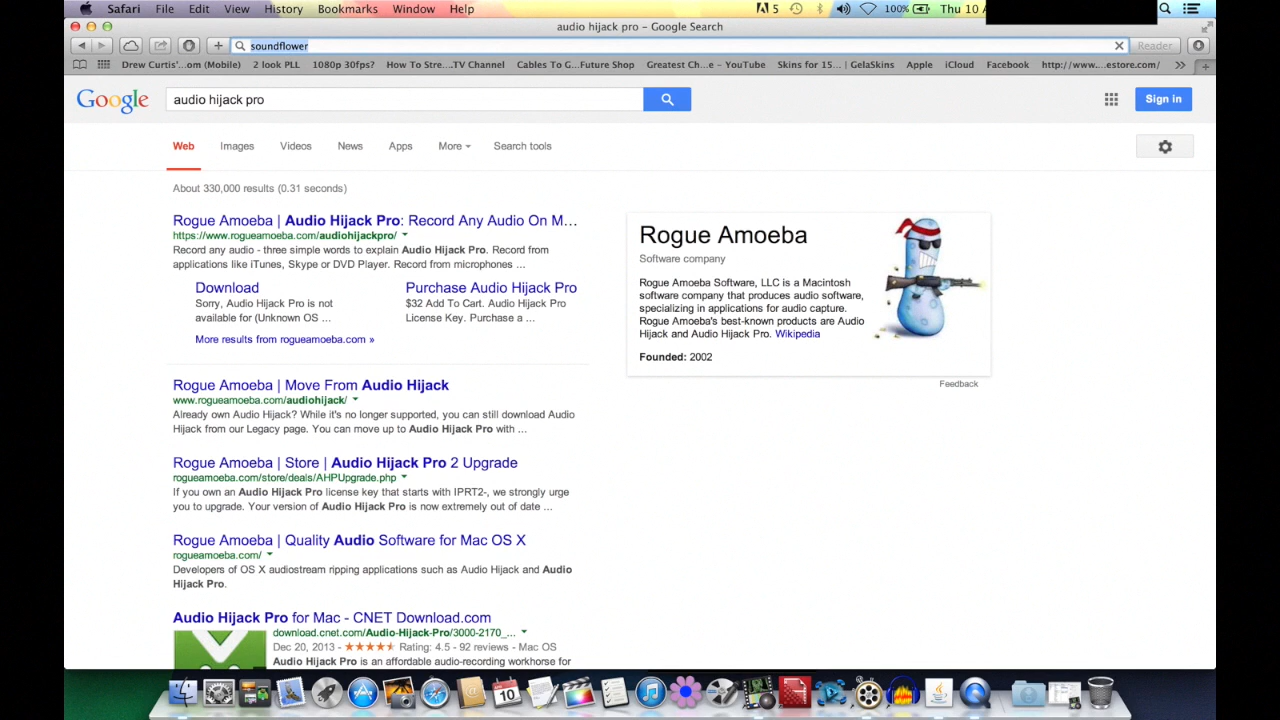 Safari File Edit View History Bookmarks Window Help 5 100% Thu 10 A
audio hijack pro – Google Search
soundflower Reader
Drew Curtis'...om (Mobile) 2 look PLL 1080p 30fps? How To Stre....TV Channel Cables To G...Future Shop Greatest Ch...e – YouTube Skins for 15... | GelaSkins Apple iCloud Facebook http://www....estore.com/
Google audio hijack pro Sign in
Web Images Videos News Apps More Search tools
About 330,000 results (0.31 seconds)
Rogue Amoeba | Audio Hijack Pro: Record Any Audio On M...
https://www.rogueamoeba.com/audiohijackpro/
Record any audio - three simple words to explain Audio Hijack Pro. Record from
applications like iTunes, Skype or DVD Player. Record from microphones ...
Download
Sorry, Audio Hijack Pro is not
available for (Unknown OS ...
Purchase Audio Hijack Pro
$32 Add To Cart. Audio Hijack Pro
License Key. Purchase a ...
More results from rogueamoeba.com »
Rogue Amoeba | Move From Audio Hijack
www.rogueamoeba.com/audiohijack/
Already own Audio Hijack? While it's no longer supported, you can still download Audio
Hijack from our Legacy page. You can move up to Audio Hijack Pro with ...
Rogue Amoeba | Store | Audio Hijack Pro 2 Upgrade
rogueamoeba.com/store/deals/AHPUpgrade.php
If you own an Audio Hijack Pro license key that starts with IPRT2-, we strongly urge
you to upgrade. Your version of Audio Hijack Pro is now extremely out of date ...
Rogue Amoeba | Quality Audio Software for Mac OS X
rogueamoeba.com/
Developers of OS X audiostream ripping applications such as Audio Hijack and Audio
Hijack Pro.
Audio Hijack Pro for Mac - CNET Download.com
download.cnet.com/Audio-Hijack-Pro/3000-2170_...
Dec 20, 2013 - Rating: 4.5 - 92 reviews - Mac OS
Audio Hijack Pro is an affordable audio-recording workhorse for
Rogue Amoeba
Software company
Rogue Amoeba Software, LLC is a Macintosh
software company that produces audio software,
specializing in applications for audio capture.
Rogue Amoeba's best-known products are Audio
Hijack and Audio Hijack Pro. Wikipedia
Founded: 2002
Feedback
10